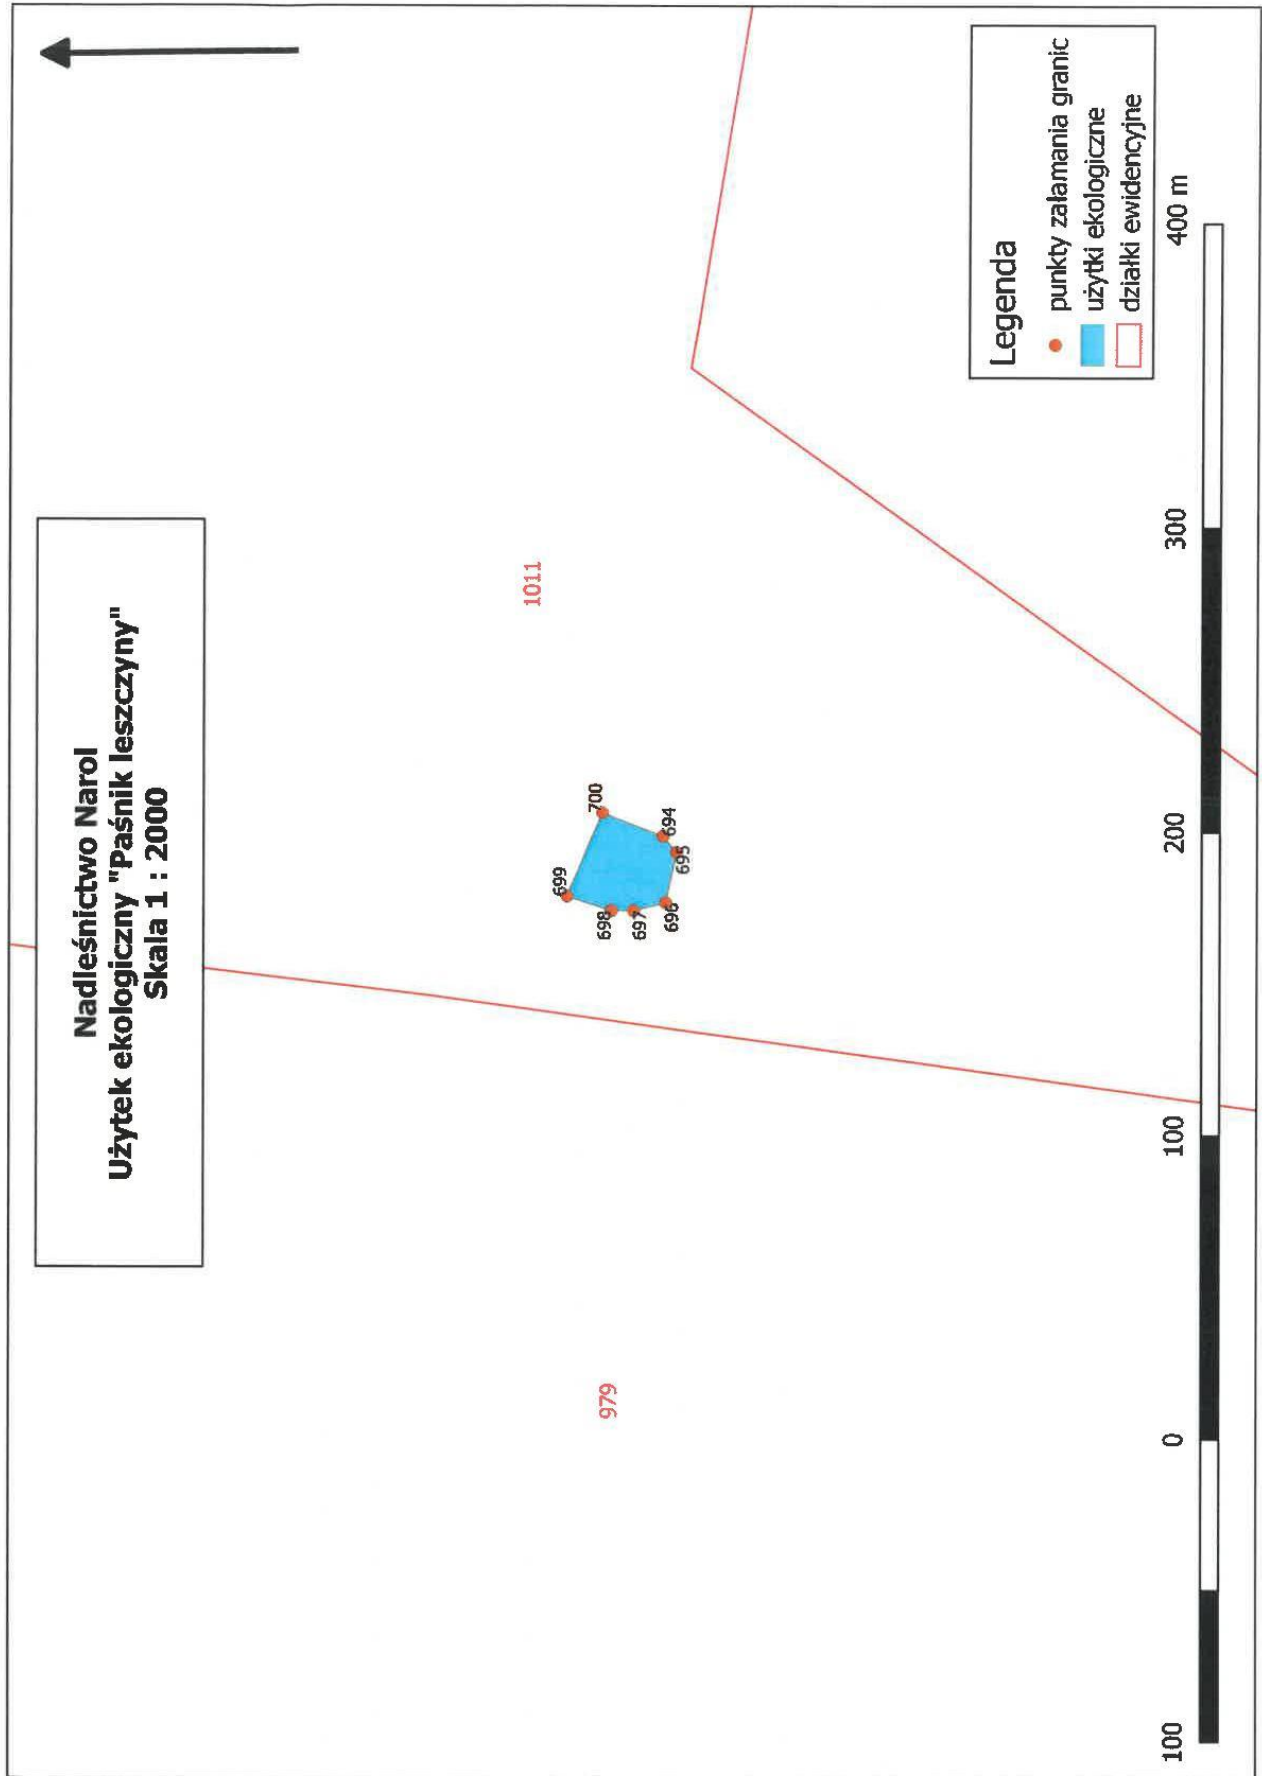 Nadleśnictwo Narol
Użytek ekologiczny "Paśnik leszczyny"
Skala 1 : 2000
1011
979
699
700
698
697
696
695
694
Legenda
punkty załamania granic
użytki ekologiczne
działki ewidencyjne
100 0 100 200 300 400 m